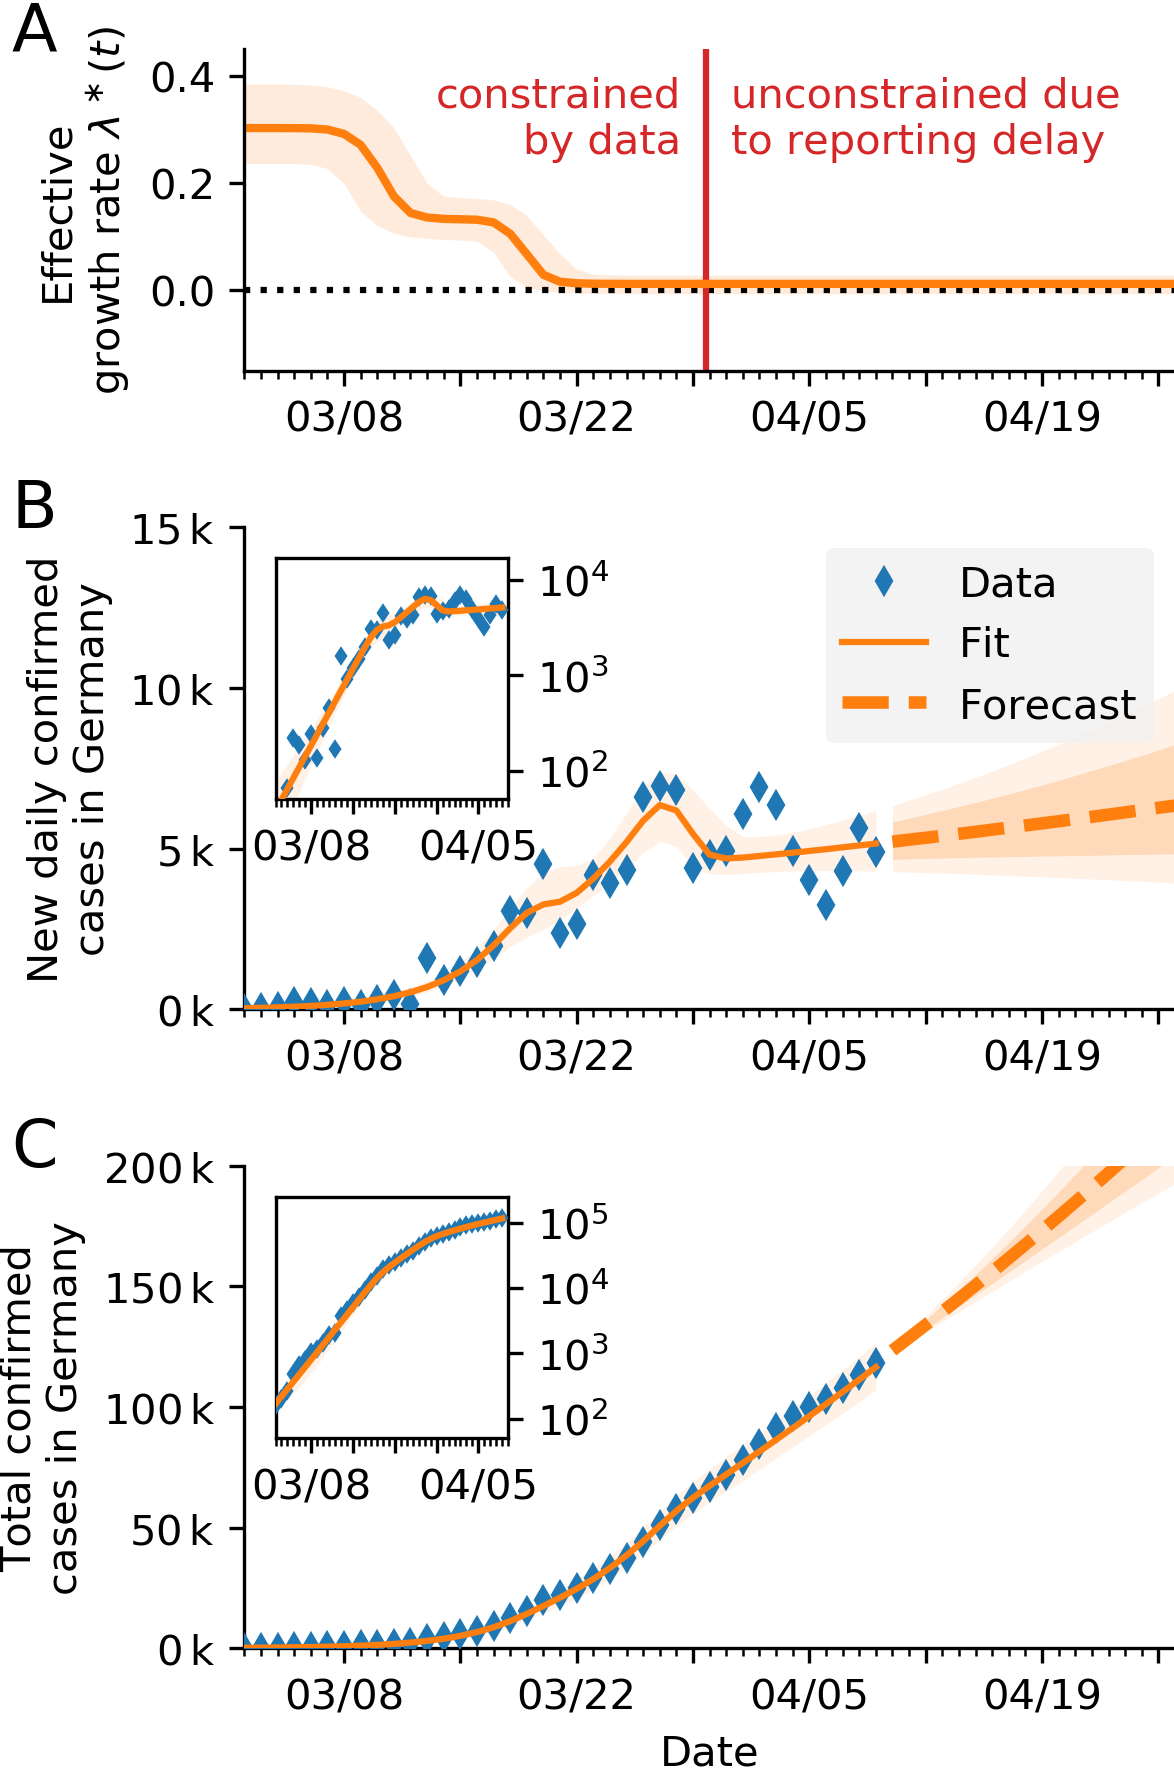 A
Effective
growth rate λ * (t)
0.4
0.2
0.0
constrained
by data
unconstrained due
to reporting delay
03/08
03/22
04/05
04/19
B
New daily confirmed
cases in Germany
15 k
10 k
5 k
0 k
10⁴
10³
10²
03/08
04/05
Data
Fit
Forecast
03/08
03/22
04/05
04/19
C
Total confirmed
cases in Germany
200 k
150 k
100 k
50 k
0 k
10⁵
10⁴
10³
10²
03/08
04/05
03/08
03/22
04/05
04/19
Date